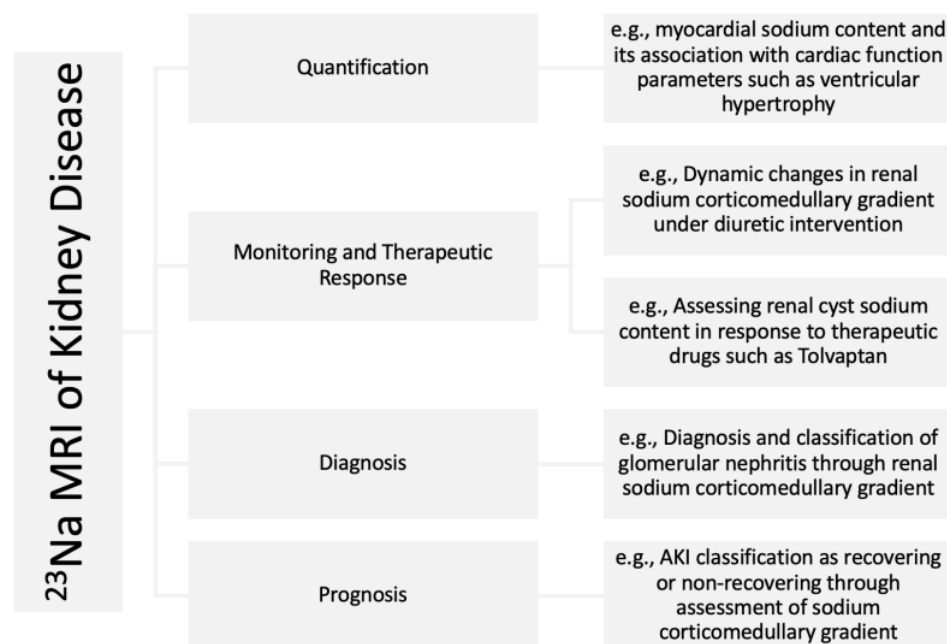 ²³Na MRI of Kidney Disease
Quantification
e.g., myocardial sodium content and
its association with cardiac function
parameters such as ventricular
hypertrophy
Monitoring and Therapeutic
Response
e.g., Dynamic changes in renal
sodium corticomedullary gradient
under diuretic intervention
e.g., Assessing renal cyst sodium
content in response to therapeutic
drugs such as Tolvaptan
Diagnosis
e.g., Diagnosis and classification of
glomerular nephritis through renal
sodium corticomedullary gradient
Prognosis
e.g., AKI classification as recovering
or non-recovering through
assessment of sodium
corticomedullary gradient